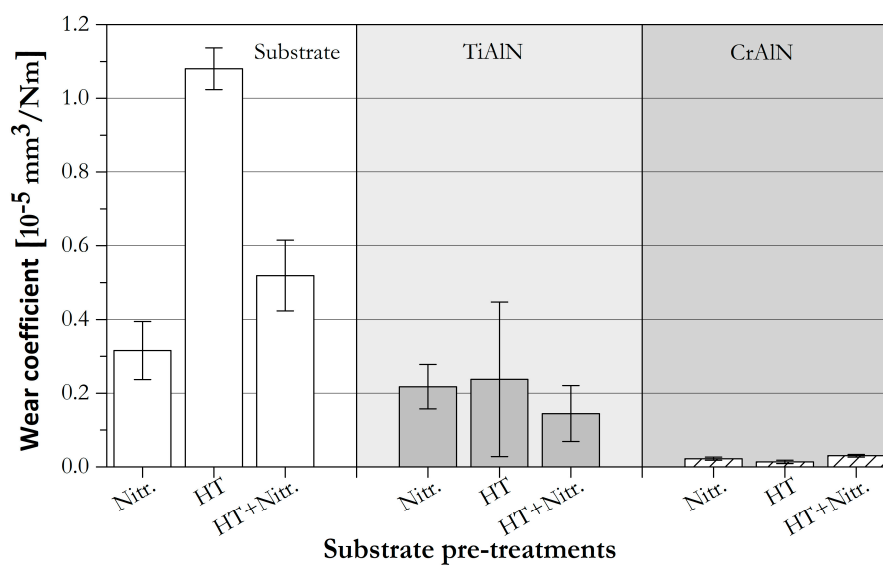 Wear coefficient [10⁻⁵ mm³/Nm]
1.2
1.0
0.8
0.6
0.4
0.2
0.0
Substrate
TiAlN
CrAlN
Nitr.
HT
HT+Nitr.
Nitr.
HT
HT+Nitr.
Nitr.
HT
HT+Nitr.
Substrate pre-treatments